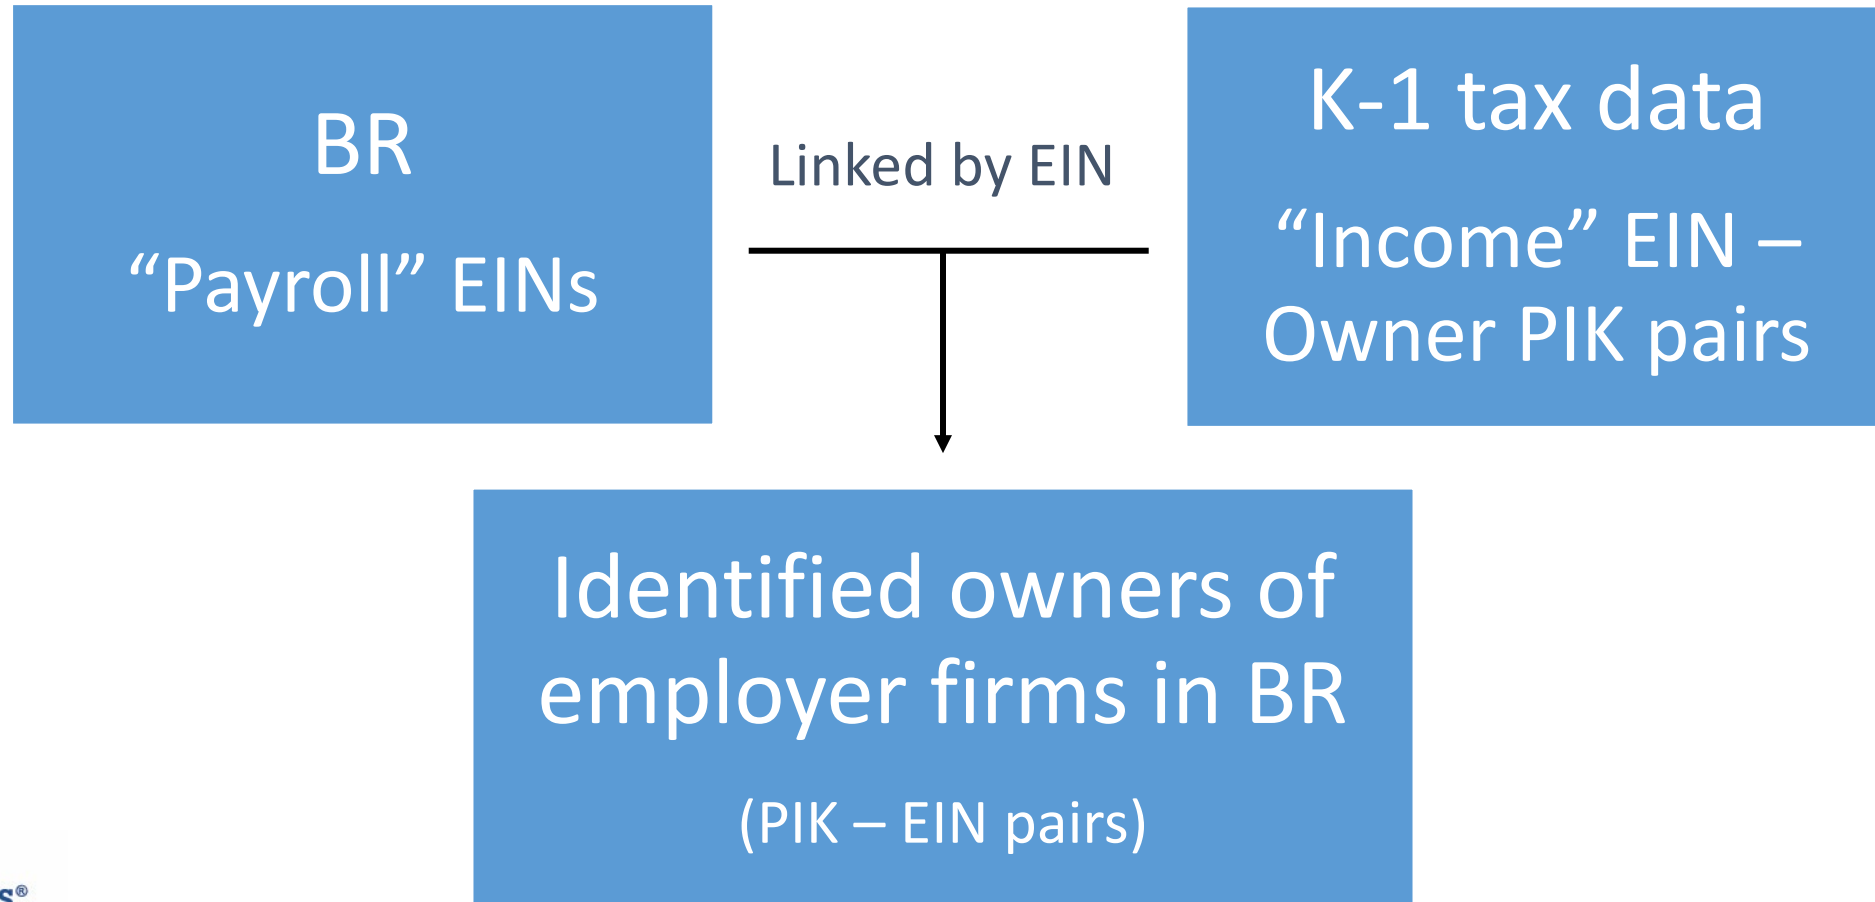 BR
“Payroll” EINs
Linked by EIN
K-1 tax data
“Income” EIN –
Owner PIK pairs
Identified owners of
employer firms in BR
(PIK – EIN pairs)